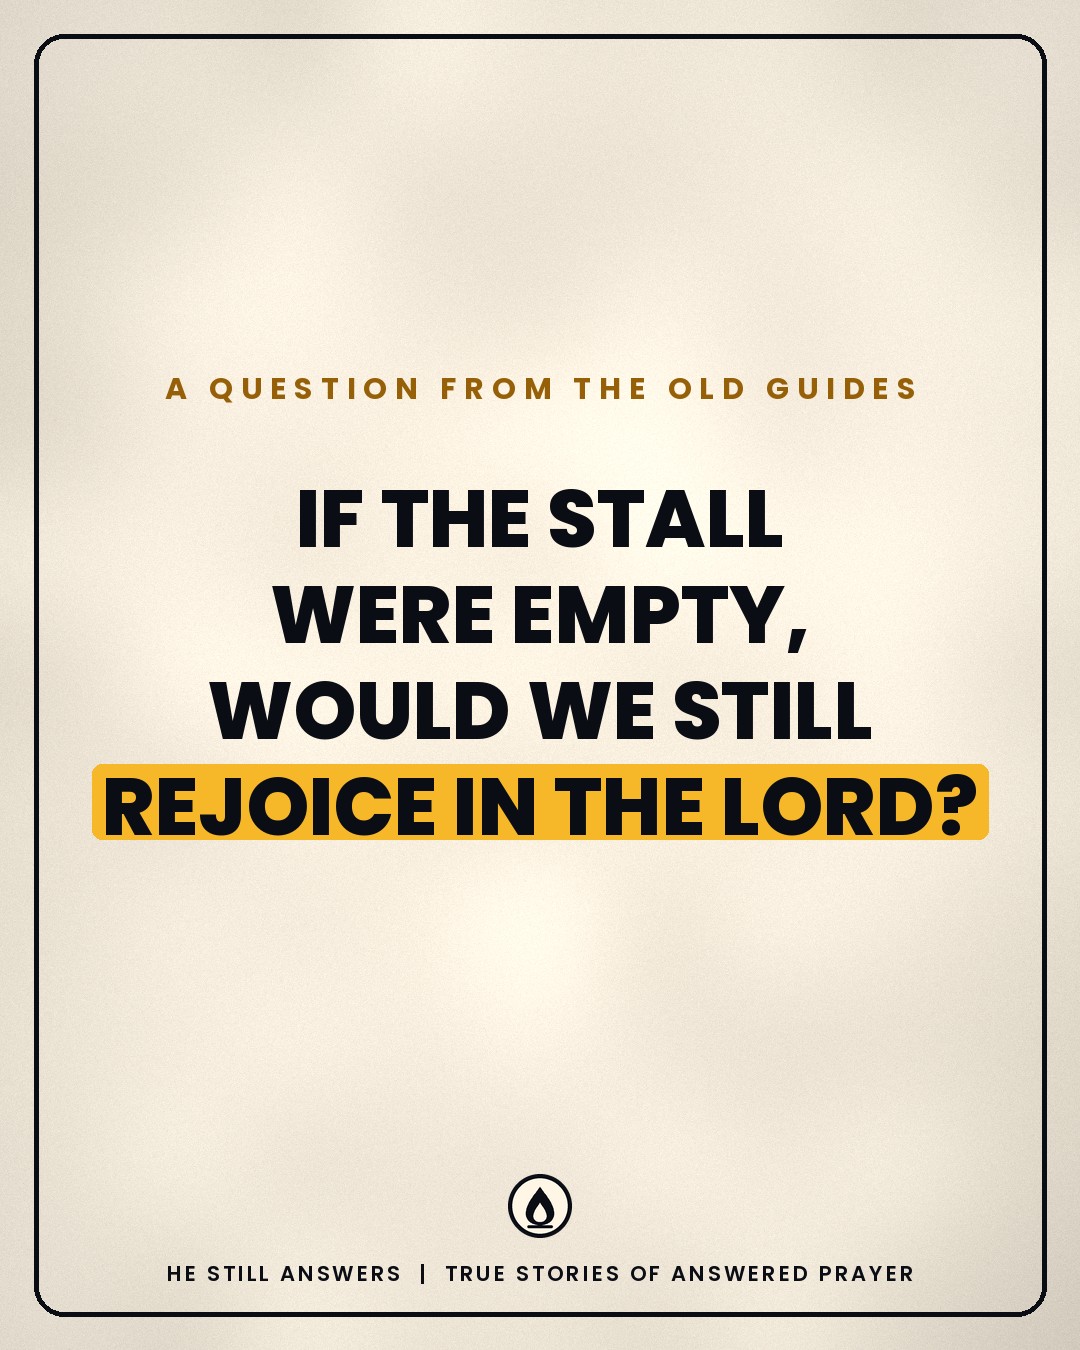 A QUESTION FROM THE OLD GUIDES
IF THE STALL
WERE EMPTY,
WOULD WE STILL
REJOICE IN THE LORD?
HE STILL ANSWERS | TRUE STORIES OF ANSWERED PRAYER